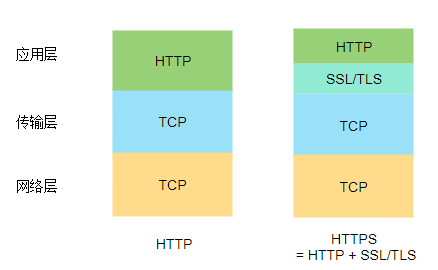 应用层
HTTP
HTTP
SSL/TLS
传输层
TCP
TCP
网络层
TCP
TCP
HTTP
HTTPS
= HTTP + SSL/TLS